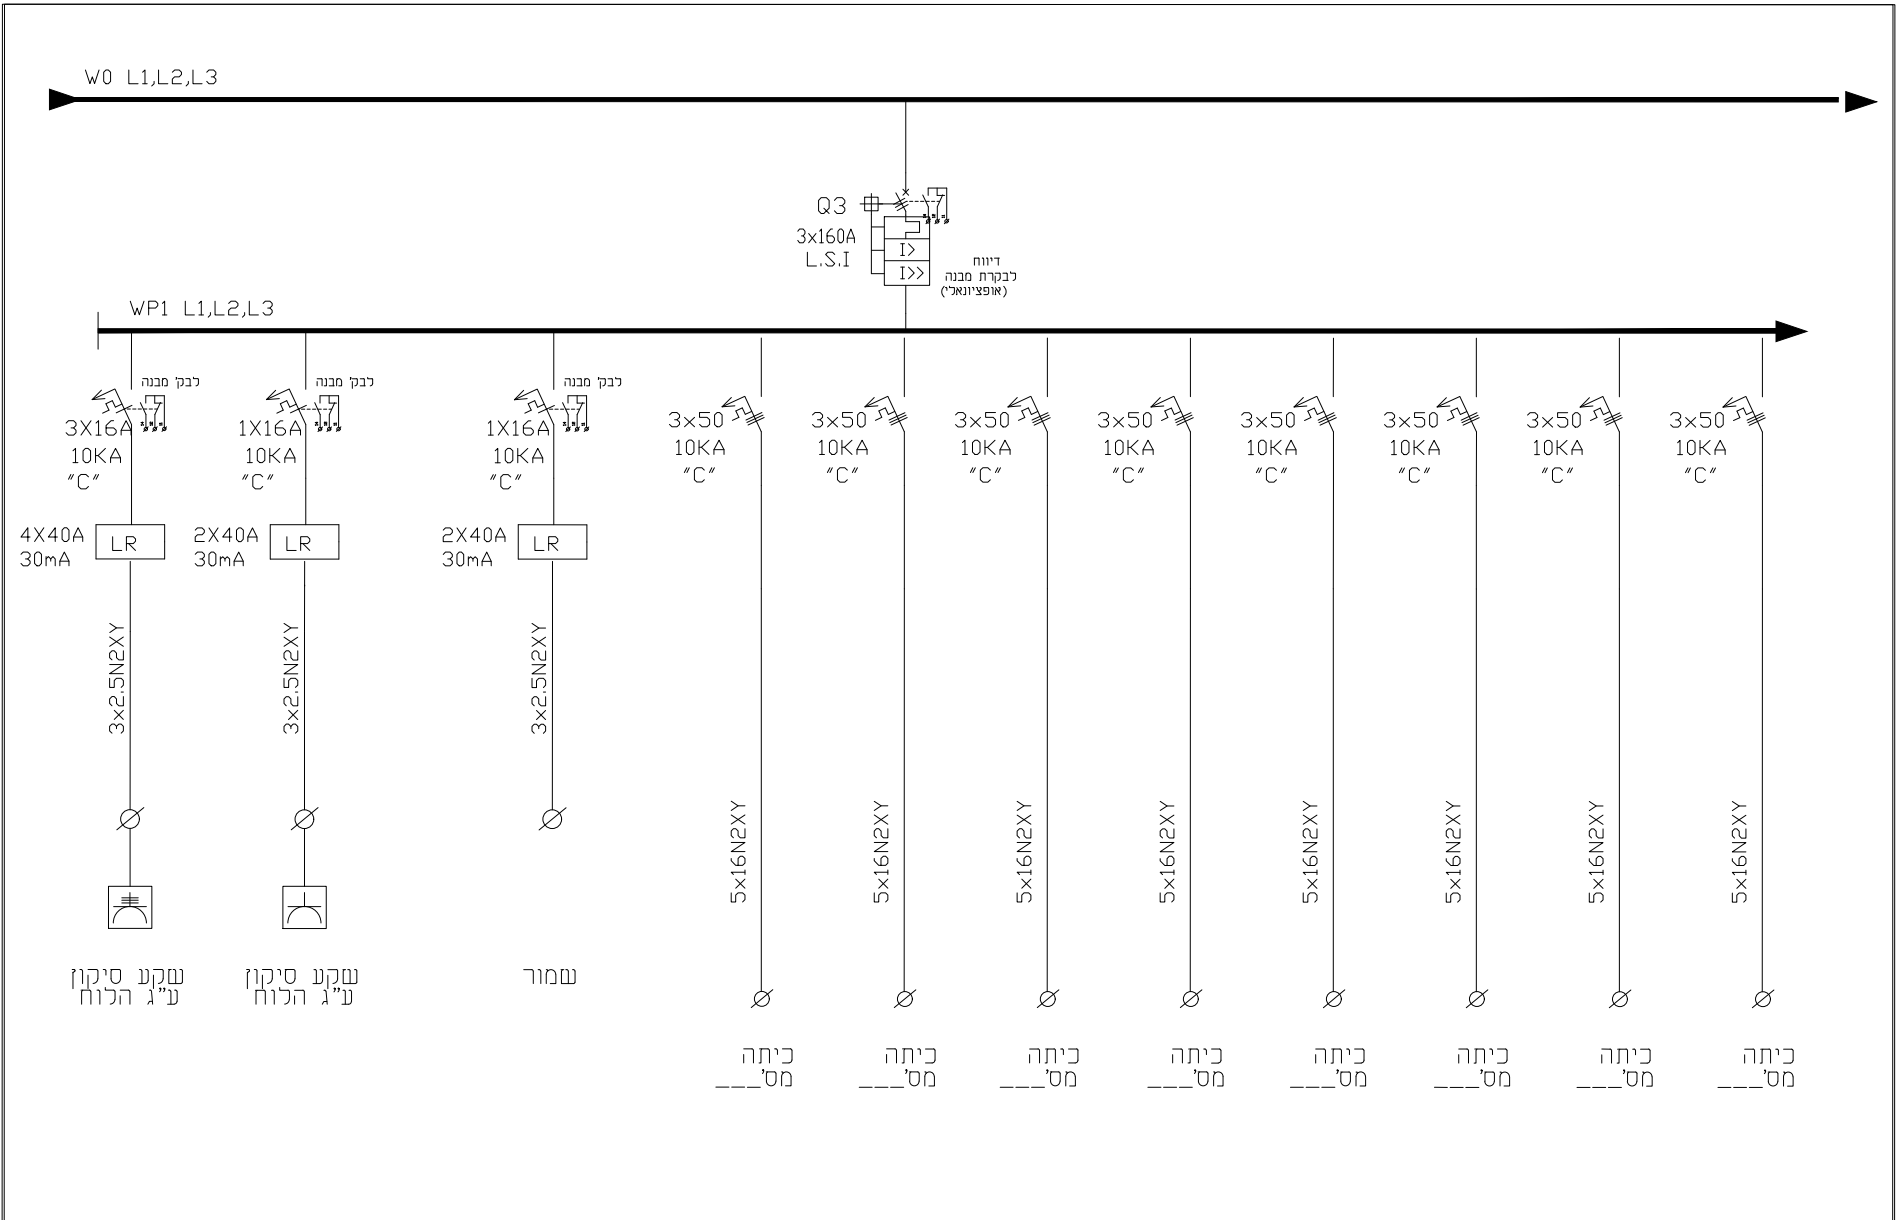 W0 L1,L2,L3
Q3
3x160A
L.S.I
I>
I>>
דיווח
לבקרת מבנה
(אופציונאלי)
WP1 L1,L2,L3
לבק' מבנה
3X16A
10KA
"C"
4X40A
30mA
LR
3x2.5N2XY
שקע סיקון
ע"ג הלוח
לבק' מבנה
1X16A
10KA
"C"
2X40A
30mA
LR
3x2.5N2XY
שקע סיקון
ע"ג הלוח
לבק' מבנה
1X16A
10KA
"C"
2X40A
30mA
LR
3x2.5N2XY
שמור
3x50
10KA
"C"
5x16N2XY
כיתה
מס'___
3x50
10KA
"C"
5x16N2XY
כיתה
מס'___
3x50
10KA
"C"
5x16N2XY
כיתה
מס'___
3x50
10KA
"C"
5x16N2XY
כיתה
מס'___
3x50
10KA
"C"
5x16N2XY
כיתה
מס'___
3x50
10KA
"C"
5x16N2XY
כיתה
מס'___
3x50
10KA
"C"
5x16N2XY
כיתה
מס'___
3x50
10KA
"C"
5x16N2XY
כיתה
מס'___